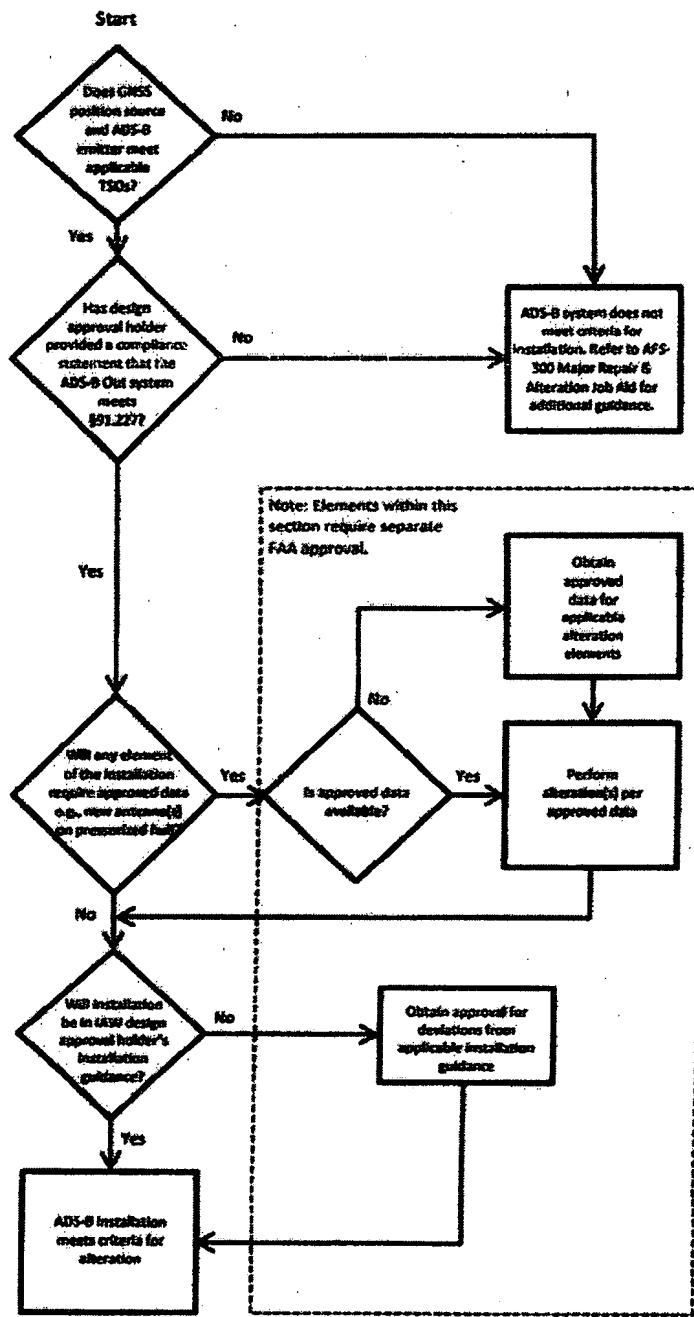 Start
Does GNSS
position source
and ADS-B
emitter meet
applicable
TSOs?
No
Yes
Has design
approval holder
provided a compliance
statement that the
ADS-B Out system
meets
§91.227?
No
ADS-B system does not
meet criteria for
installation. Refer to AFS-
300 Major Repair &
Alteration Job Aid for
additional guidance.
Yes
Note: Elements within this
section require separate
FAA approval.
Obtain
approved
data for
applicable
alteration
elements
No
Will any element
of the installation
require approved data
e.g., new antenna(s)
on pressurized hull?
Yes
Is approved data
available?
Yes
Perform
alteration(s) per
approved data
No
Will installation
be in IAW design
approval holder's
installation
guidance?
No
Obtain approval for
deviations from
applicable installation
guidance
Yes
ADS-B installation
meets criteria for
alteration